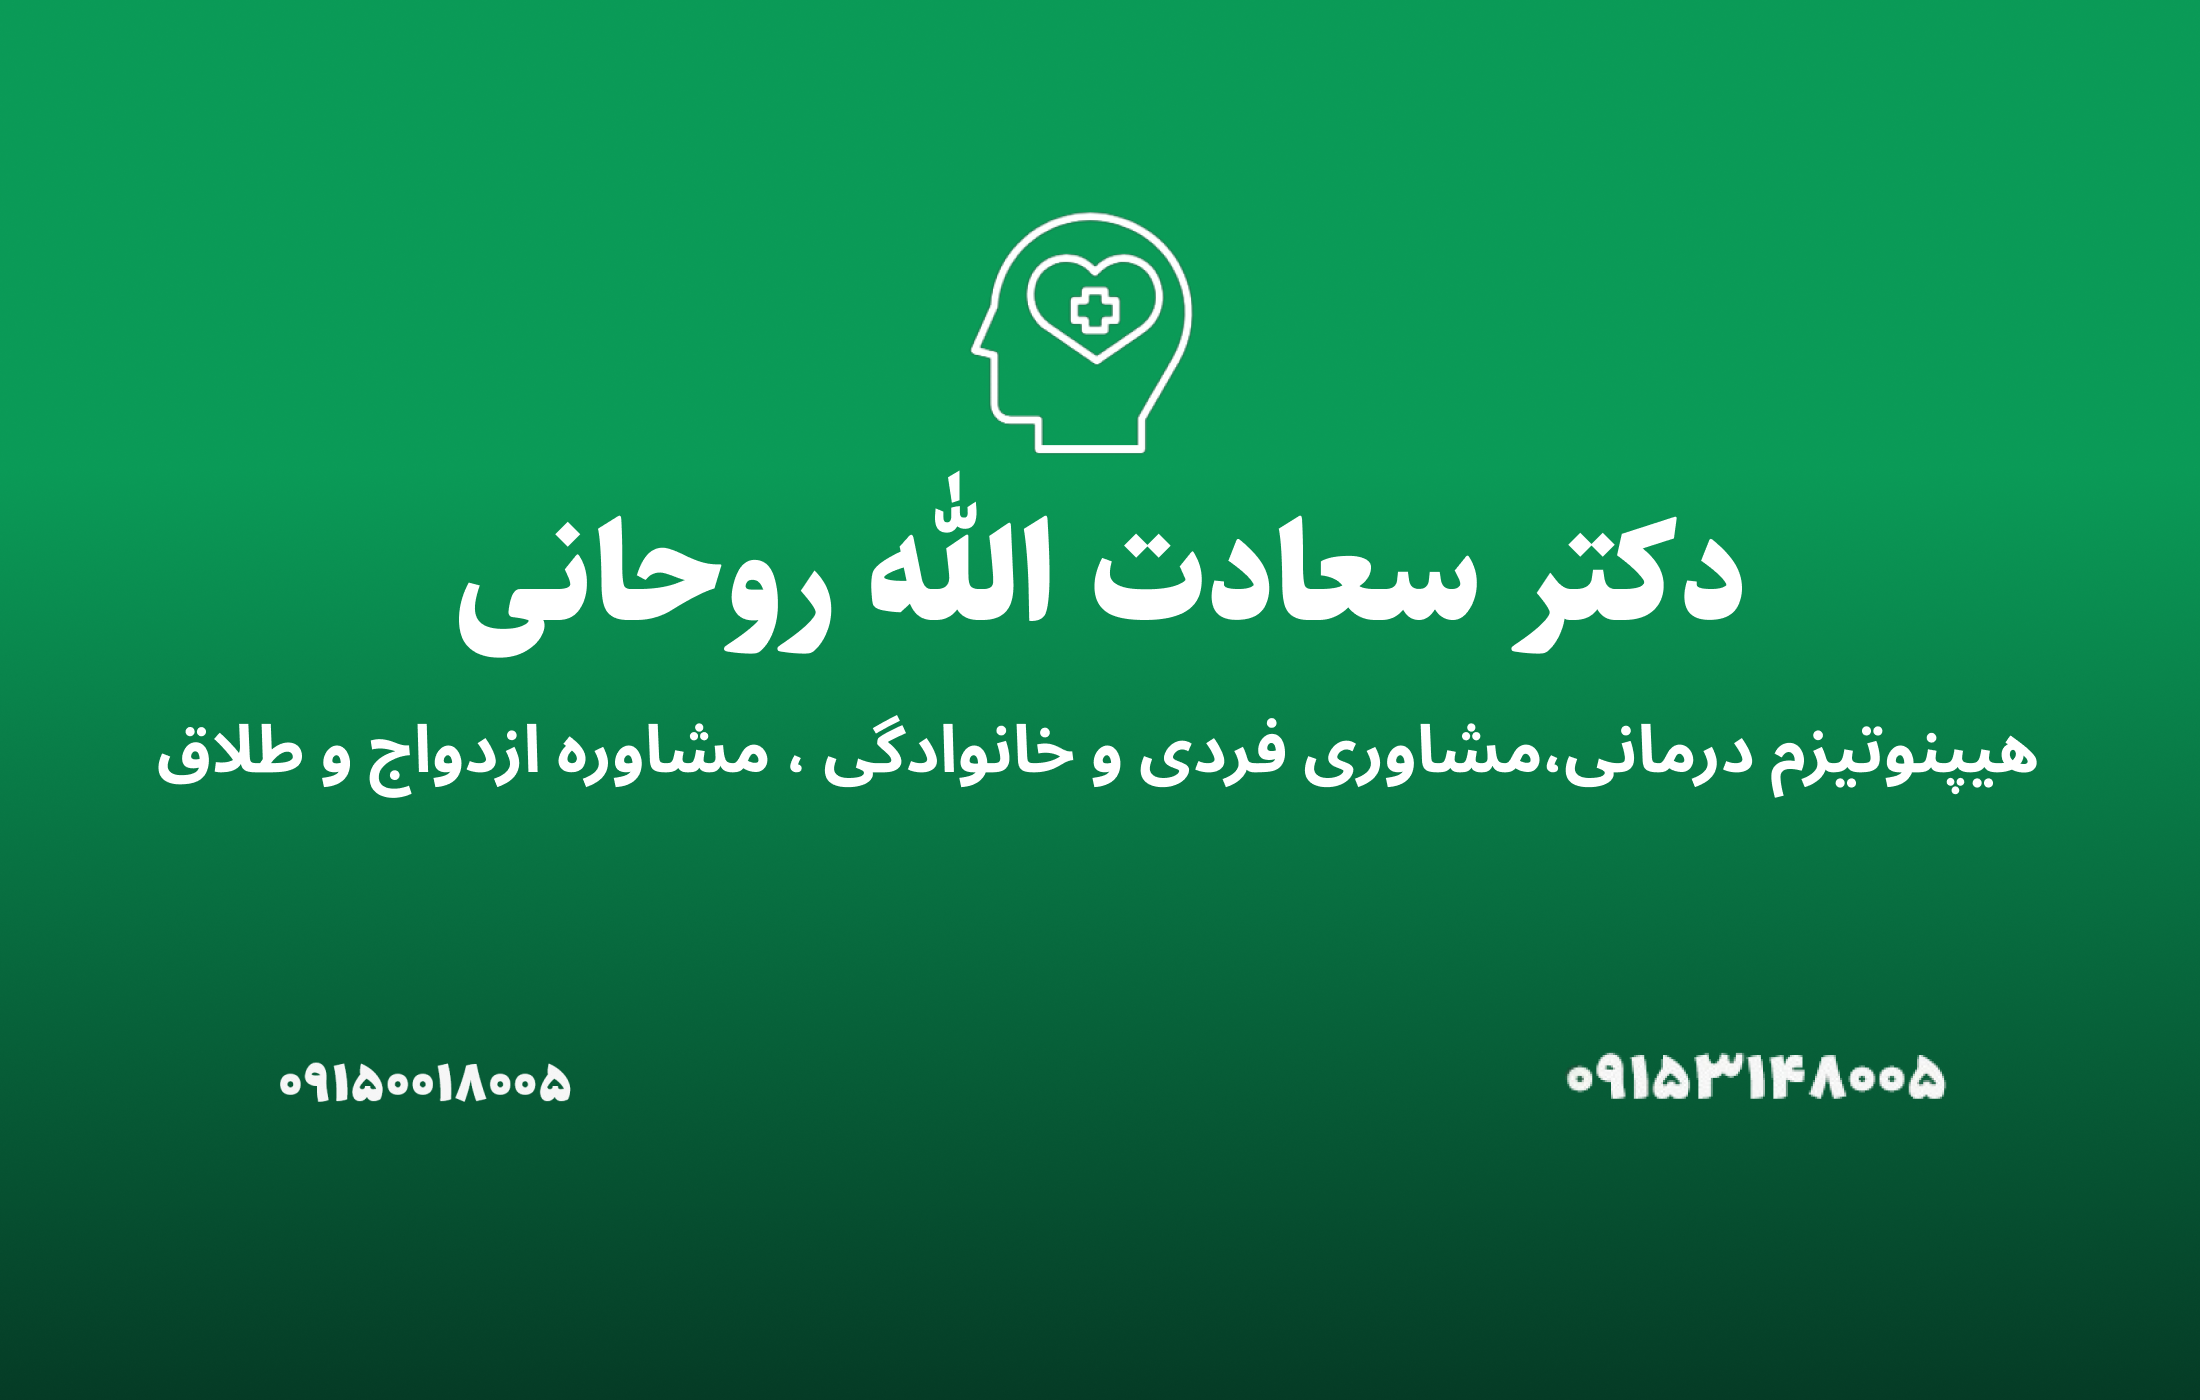 دکتر سعادت الله روحانی
هیپنوتیزم درمانی،مشاوری فردی و خانوادگی ، مشاوره ازدواج و طلاق
۰۹۱۵۳۱۴۸۰۰۵
۰۹۱۵۰۰۱۸۰۰۵